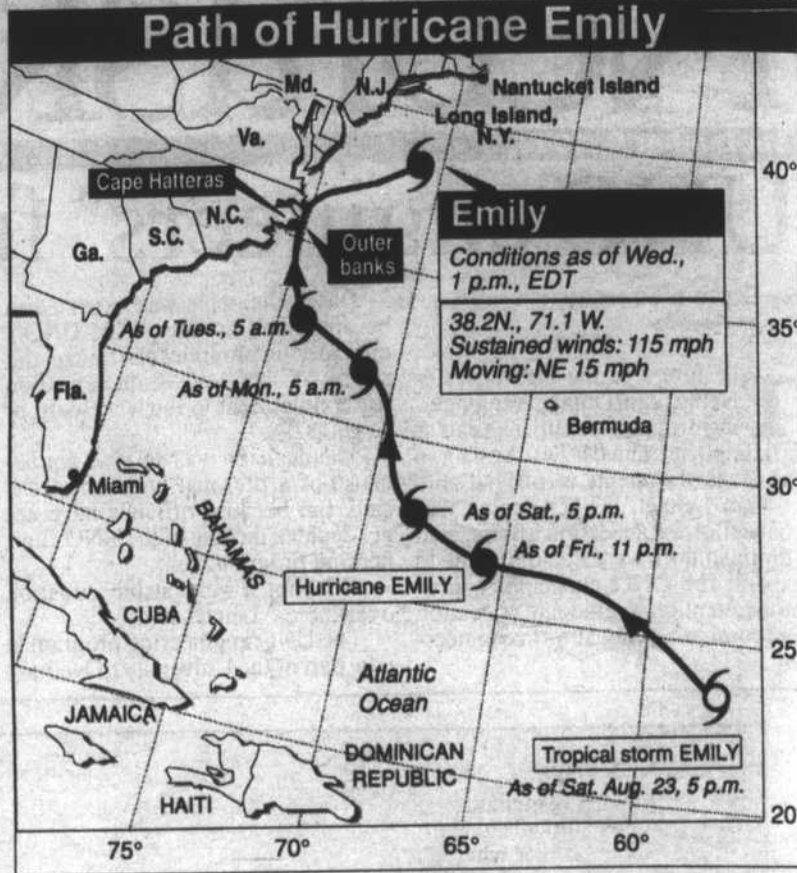 Path of Hurricane Emily
Md.
N.J.
Nantucket Island
Long Island,
N.Y.
Va.
40°
Cape Hatteras
Emily
N.C.
S.C.
Ga.
Outer
banks
Conditions as of Wed.,
1 p.m., EDT
38.2N., 71.1 W.
Sustained winds: 115 mph
Moving: NE 15 mph
35°
As of Tues., 5 a.m.
As of Mon., 5 a.m.
Fla.
Bermuda
30°
Miami
BAHAMAS
As of Sat., 5 p.m.
As of Fri., 11 p.m.
Hurricane EMILY
CUBA
25
Atlantic
Ocean
JAMAICA
DOMINICAN
REPUBLIC
Tropical storm EMILY
As of Sat. Aug. 23, 5 p.m.
HAITI
20
75°
70°
65°
60°